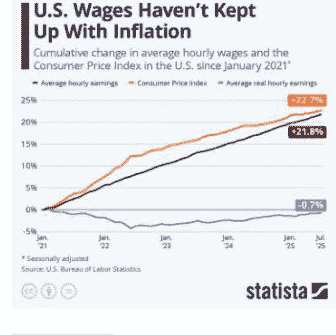 U.S. Wages Haven't Kept
Up With Inflation
Cumulative change in average hourly wages and the
Consumer Price Index in the U.S. since January 2021*
Average hourly earnings Consumer Price Index Average real hourly earnings
25%
+22.7%
20%
+21.8%
15%
10%
5%
0%
-0.7%
-5%
Jan. '21 Jan. '22 Jan. '23 Jan. '24 Jan. '25 Jul. '25
* Seasonally adjusted
Source: U.S. Bureau of Labor Statistics
statista